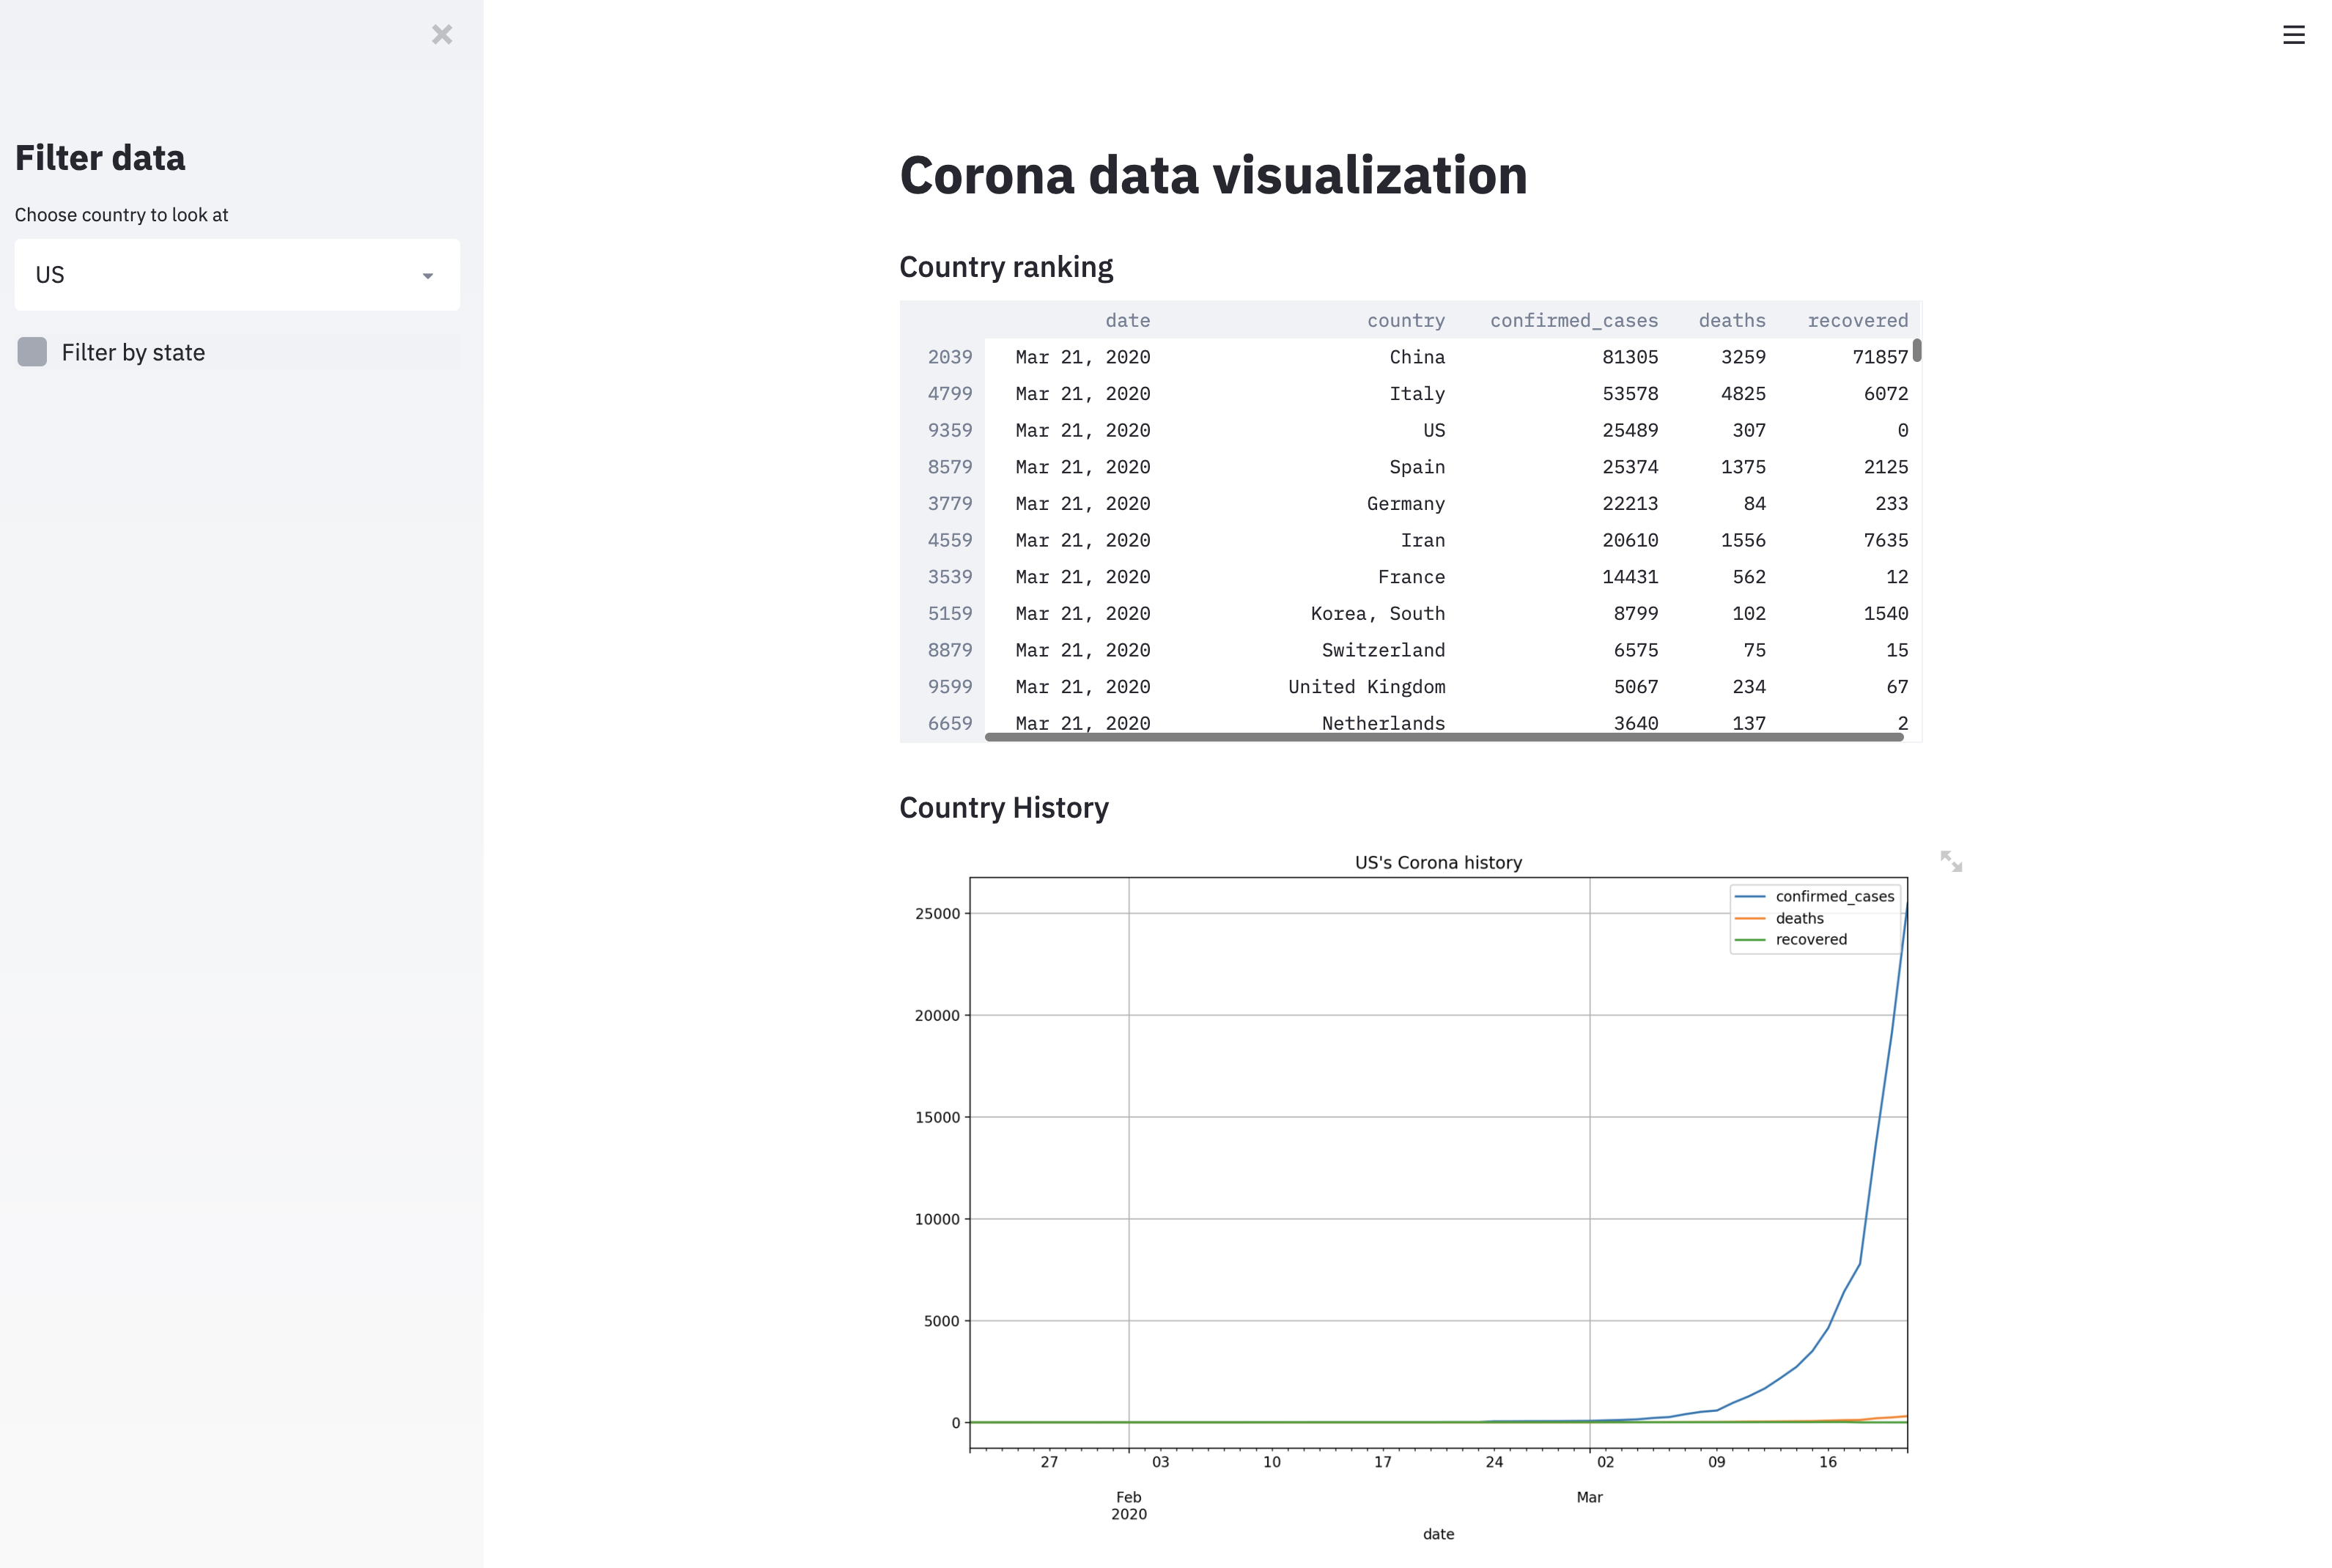 Filter data
Choose country to look at
US
Filter by state
Corona data visualization
Country ranking
date country confirmed_cases deaths recovered
2039 Mar 21, 2020 China 81305 3259 71857
4799 Mar 21, 2020 Italy 53578 4825 6072
9359 Mar 21, 2020 US 25489 307 0
8579 Mar 21, 2020 Spain 25374 1375 2125
3779 Mar 21, 2020 Germany 22213 84 233
4559 Mar 21, 2020 Iran 20610 1556 7635
3539 Mar 21, 2020 France 14431 562 12
5159 Mar 21, 2020 Korea, South 8799 102 1540
8879 Mar 21, 2020 Switzerland 6575 75 15
9599 Mar 21, 2020 United Kingdom 5067 234 67
6659 Mar 21, 2020 Netherlands 3640 137 2
Country History
US's Corona history
confirmed_cases
deaths
recovered
25000
20000
15000
10000
5000
0
27 03 10 17 24 02 09 16
Feb Mar
2020
date